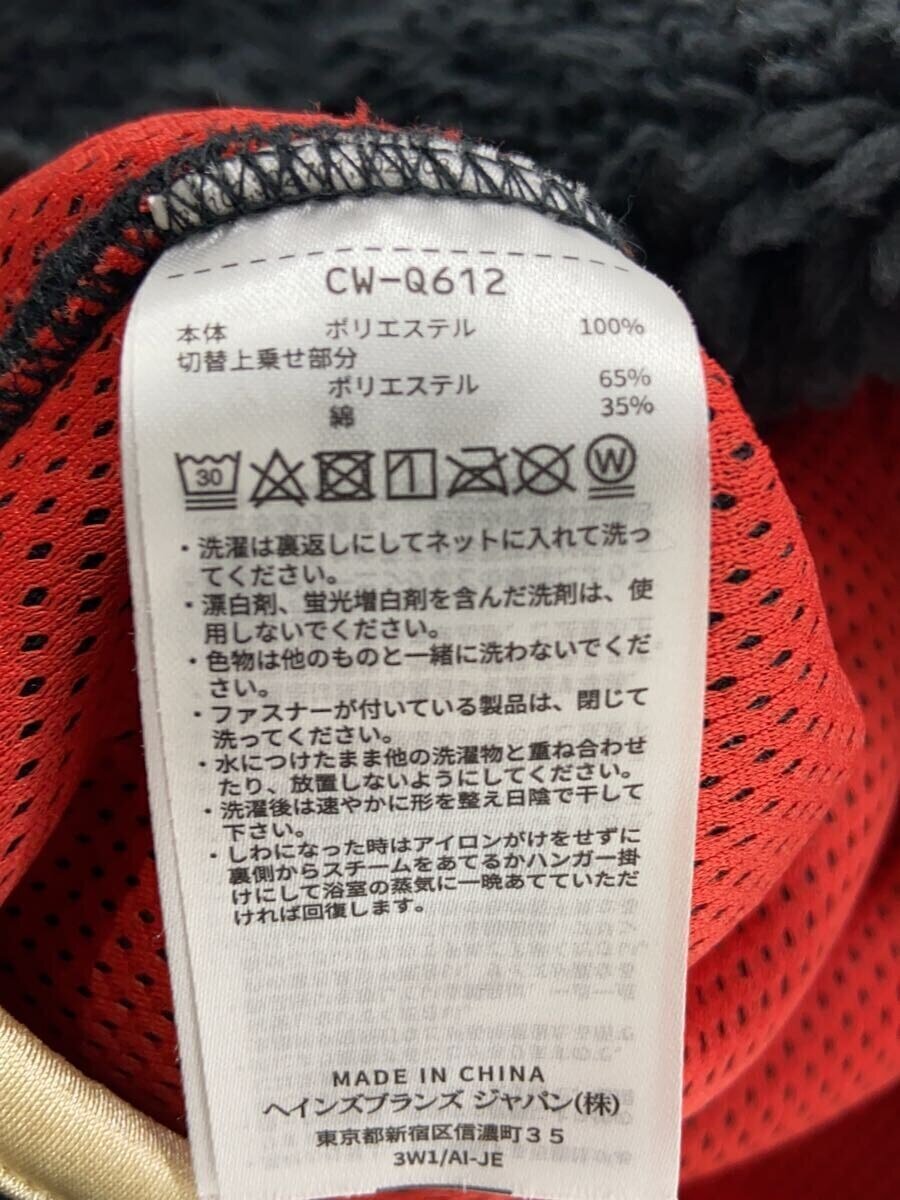 CW-Q612
本体 ポリエステル 100%
切替上乗せ部分
ポリエステル 65%
綿 35%
30 W
・洗濯は裏返しにしてネットに入れて洗っ
てください。
・漂白剤、蛍光増白剤を含んだ洗剤は、使
用しないでください。
・色物は他のものと一緒に洗わないでくだ
さい。
・ファスナーが付いている製品は、閉じて
洗ってください。
・水につけたまま他の洗濯物と重ね合わせ
たり、放置しないようにしてください。
・洗濯後は速やかに形を整え日陰で干して
下さい。
・しわになった時はアイロンがけをせずに
裏側からスチームをあてるかハンガー掛
けにして浴室の蒸気に一晩あてていただ
ければ回復します。
MADE IN CHINA
ヘインズブランズ ジャパン(株)
東京都新宿区信濃町35
3W1/AI-JE